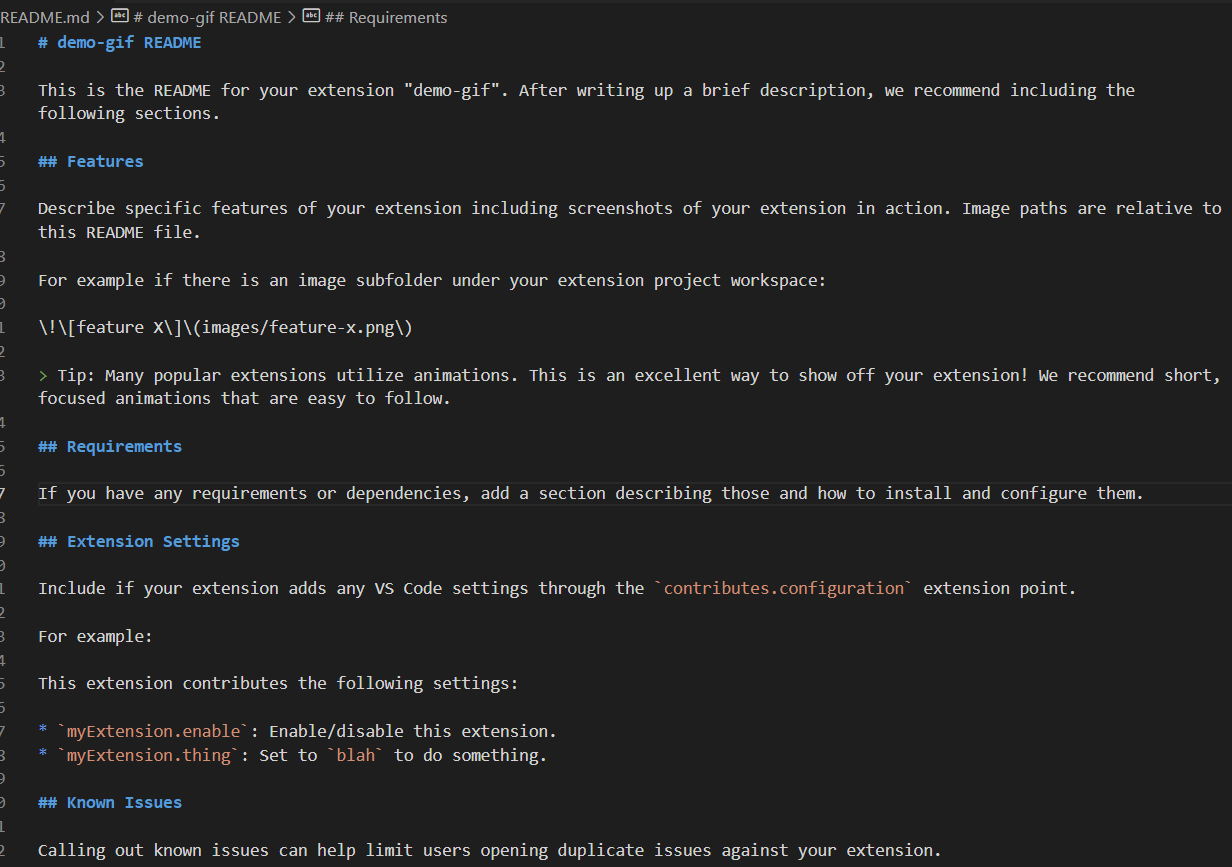 README.md > # demo-gif README > ## Requirements
1 # demo-gif README
2
3 This is the README for your extension "demo-gif". After writing up a brief description, we recommend including the
following sections.
4
5 ## Features
6
7 Describe specific features of your extension including screenshots of your extension in action. Image paths are relative to
this README file.
8
9 For example if there is an image subfolder under your extension project workspace:
0
1 \!\[feature X\]\(images/feature-x.png\)
2
3 > Tip: Many popular extensions utilize animations. This is an excellent way to show off your extension! We recommend short,
focused animations that are easy to follow.
4
5 ## Requirements
6
7 If you have any requirements or dependencies, add a section describing those and how to install and configure them.
8
9 ## Extension Settings
0
1 Include if your extension adds any VS Code settings through the `contributes.configuration` extension point.
2
3 For example:
4
5 This extension contributes the following settings:
6
7 * `myExtension.enable`: Enable/disable this extension.
8 * `myExtension.thing`: Set to `blah` to do something.
9
0 ## Known Issues
1
2 Calling out known issues can help limit users opening duplicate issues against your extension.